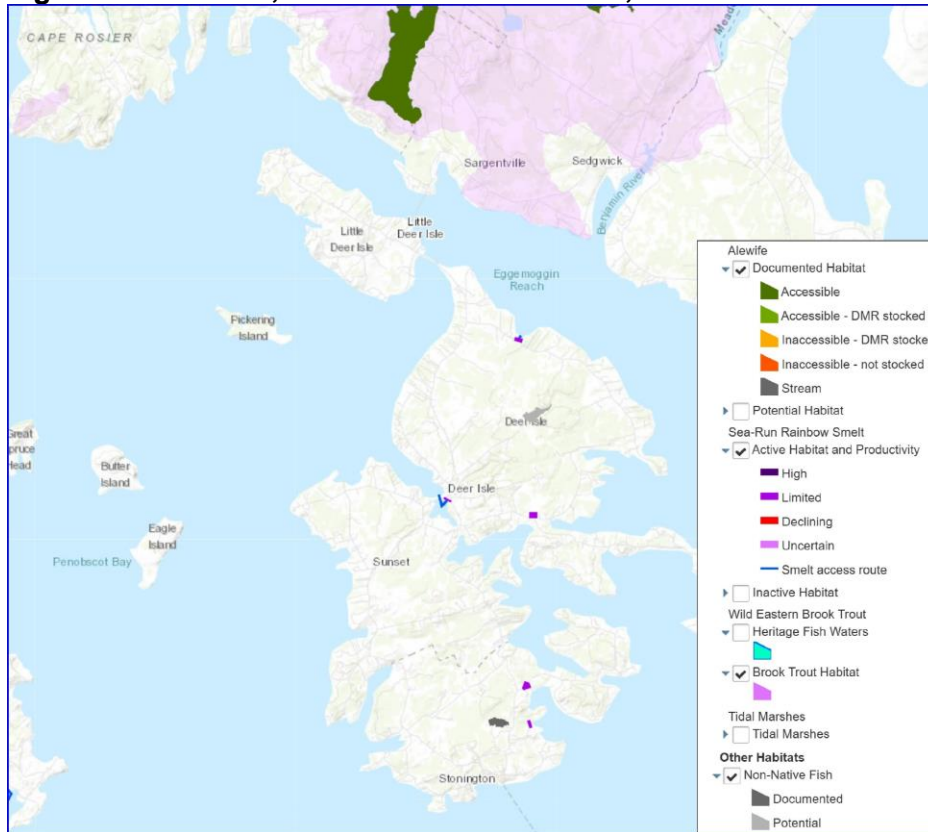 CAPE ROSIER
Sargentville
Sedgwick
Benjamin River
Little
Deer Isle
Little
Deer Isle
Eggemoggin
Reach
Pickering
Island
Deer Isle
Butter
Island
Deer Isle
Eagle
Island
Penobscot Bay
Sunset
Stonington
Alewife
Documented Habitat
Accessible
Accessible - DMR stocked
Inaccessible - DMR stocke
Inaccessible - not stocked
Stream
Potential Habitat
Sea-Run Rainbow Smelt
Active Habitat and Productivity
High
Limited
Declining
Uncertain
Smelt access route
Inactive Habitat
Wild Eastern Brook Trout
Heritage Fish Waters
Brook Trout Habitat
Tidal Marshes
Tidal Marshes
Other Habitats
Non-Native Fish
Documented
Potential